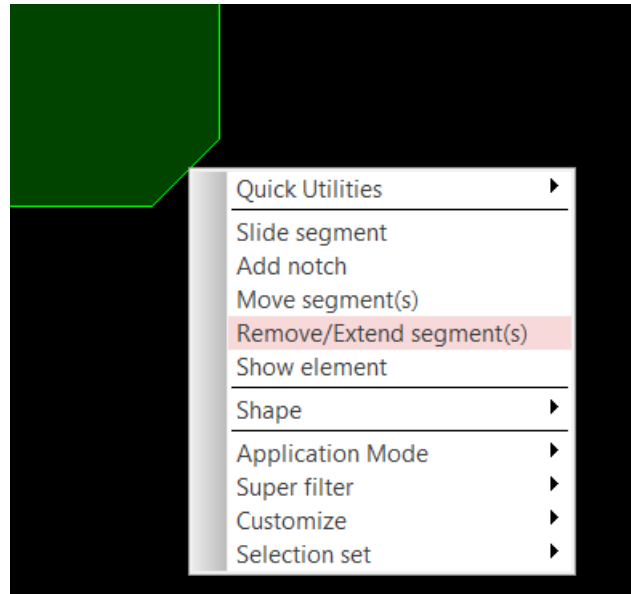 Quick Utilities
Slide segment
Add notch
Move segment(s)
Remove/Extend segment(s)
Show element
Shape
Application Mode
Super filter
Customize
Selection set